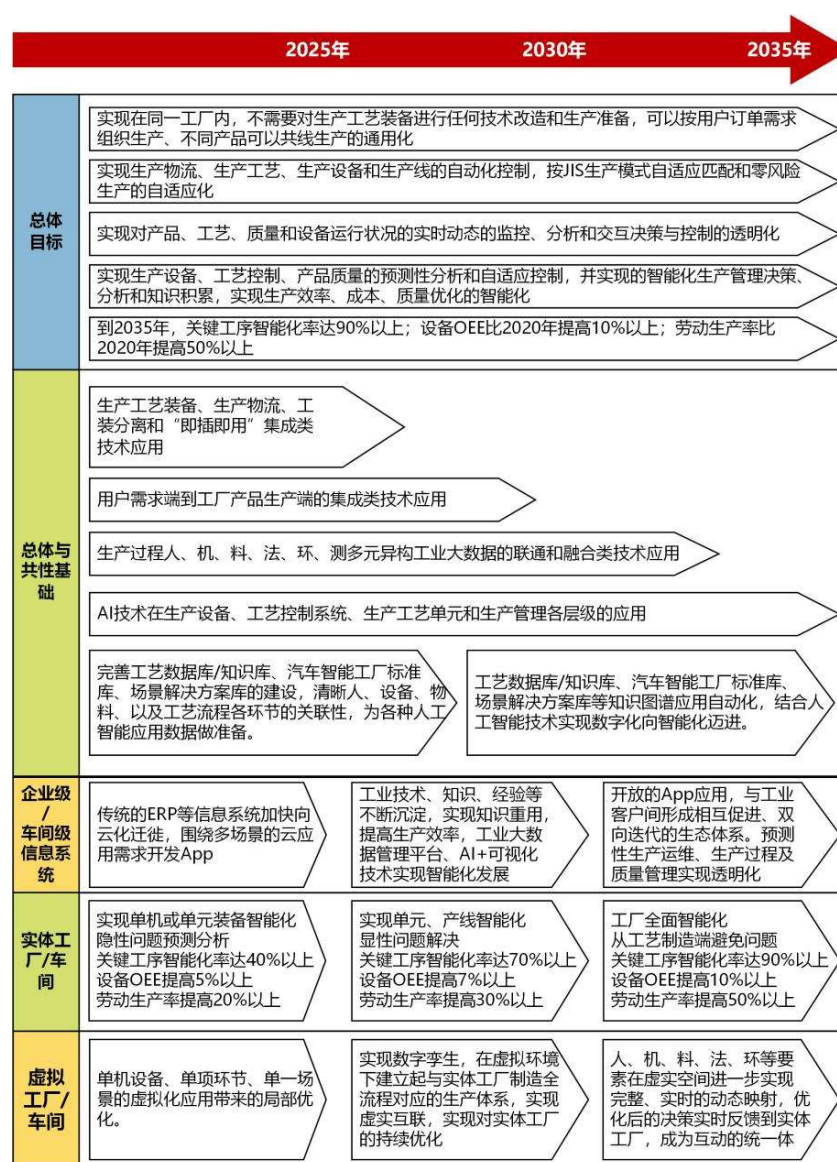 2025年
2030年
2035年
总体
目标
实现在同一工厂内，不需要对生产工艺装备进行任何技术改造和生产准备，可以按用户订单需求
组织生产、不同产品可以共线生产的通用化
实现生产物流、生产工艺、生产设备和生产线的自动化控制，按JIS生产模式自适应匹配和零风险
生产的自适应化
实现对产品、工艺、质量和设备运行状况的实时动态的监控、分析和交互决策与控制的透明化
实现生产设备、工艺控制、产品质量的预测性分析和自适应控制，并实现的智能化生产管理决策、
分析和知识积累，实现生产效率、成本、质量优化的智能化
到2035年，关键工序智能化率达90%以上；设备OEE比2020年提高10%以上；劳动生产率比
2020年提高50%以上
总体与
共性基
础
生产工艺装备、生产物流、工
装分离和“即插即用”集成类
技术应用
用户需求端到工厂产品生产端的集成类技术应用
生产过程人、机、料、法、环、测多元异构工业大数据的联通和融合类技术应用
AI技术在生产设备、工艺控制系统、生产工艺单元和生产管理各层级的应用
完善工艺数据库/知识库、汽车智能工厂标准
库、场景解决方案库的建设，清晰人、设备、物
料、以及工艺流程各环节的关联性，为各种人工
智能应用数据做准备。
工艺数据库/知识库、汽车智能工厂标准库、
场景解决方案库等知识图谱应用自动化，结合人
工智能技术实现数字化向智能化迈进。
企业级
/
车间级
信息系
统
传统的ERP等信息系统加快向
云化迁徙，围绕多场景的云应
用需求开发App
工业技术、知识、经验等
不断沉淀，实现知识重用，
提高生产效率，工业大数
据管理平台、AI+可视化
技术实现智能化发展
开放的App应用，与工业
客户间形成相互促进、双
向迭代的生态体系。预测
性生产运维、生产过程及
质量管理实现透明化
实体工
厂/车
间
实现单机或单元装备智能化
隐性问题预测分析
关键工序智能化率达40%以上
设备OEE提高5%以上
劳动生产率提高20%以上
实现单元、产线智能化
显性问题解决
关键工序智能化率达70%以上
设备OEE提高7%以上
劳动生产率提高30%以上
工厂全面智能化
从工艺制造端避免问题
关键工序智能化率达90%以上
设备OEE提高10%以上
劳动生产率提高50%以上
虚拟
工厂/
车间
单机设备、单项环节、单一场
景的虚拟化应用带来的局部优
化。
实现数字孪生，在虚拟环境
下建立起与实体工厂制造全
流程对应的生产体系，实现
虚实互联，实现对实体工厂
的持续优化
人、机、料、法、环等要
素在虚实空间进一步实现
完整、实时的动态映射，优
化后的决策实时反馈到实体
工厂，成为互动的统一体